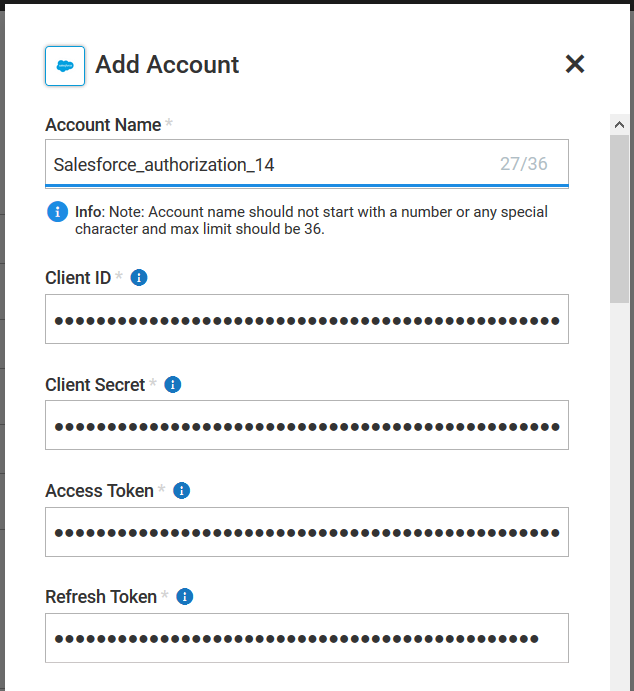 Add Account
Account Name *
Salesforce_authorization_14 27/36
Info: Note: Account name should not start with a number or any special
character and max limit should be 36.
Client ID *
••••••••••••••••••••••••••••••••••••••••••••••••
Client Secret *
••••••••••••••••••••••••••••••••••••••••••••••••
Access Token *
••••••••••••••••••••••••••••••••••••••••••••••••
Refresh Token *
••••••••••••••••••••••••••••••••••••••••••••••